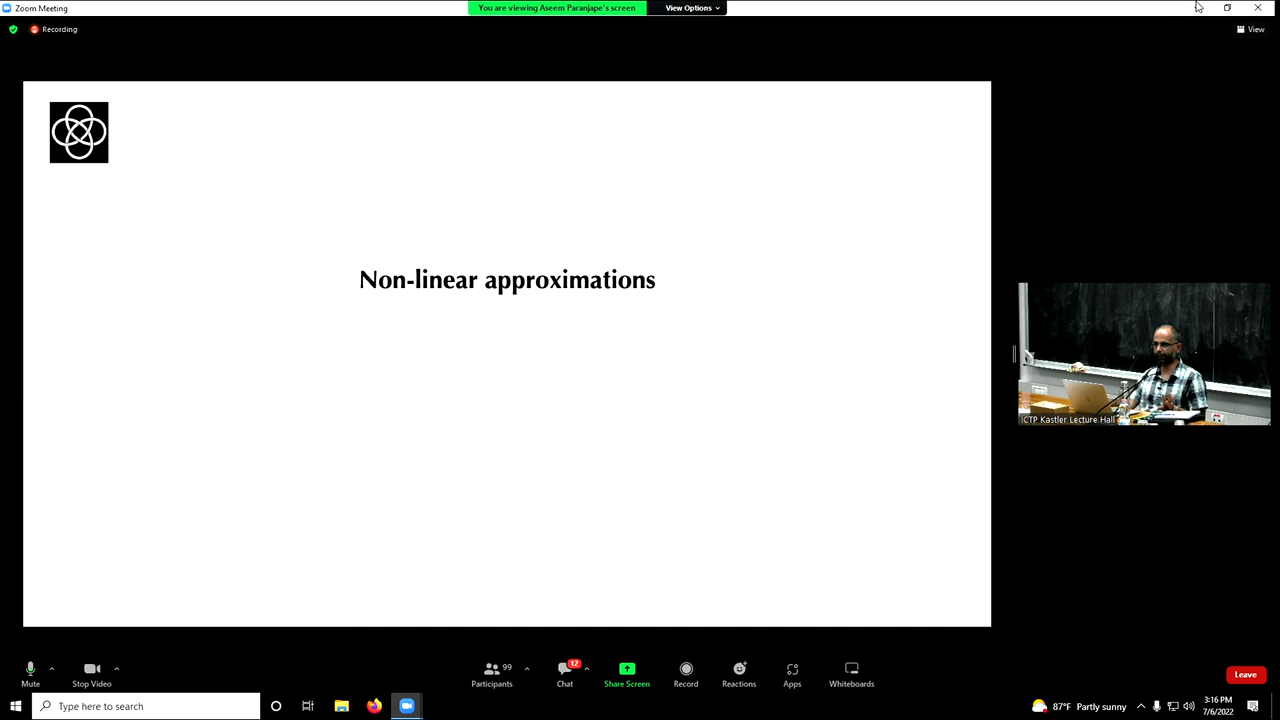 Zoom Meeting
You are viewing Aseem Paranjape's screen
View Options
Recording
View
Non-linear approximations
ICTP Kastler Lecture Hall
Mute
Stop Video
99
Participants
12
Chat
Share Screen
Record
Reactions
Apps
Whiteboards
Leave
Type here to search
87°F Partly sunny
3:16 PM
7/6/2022